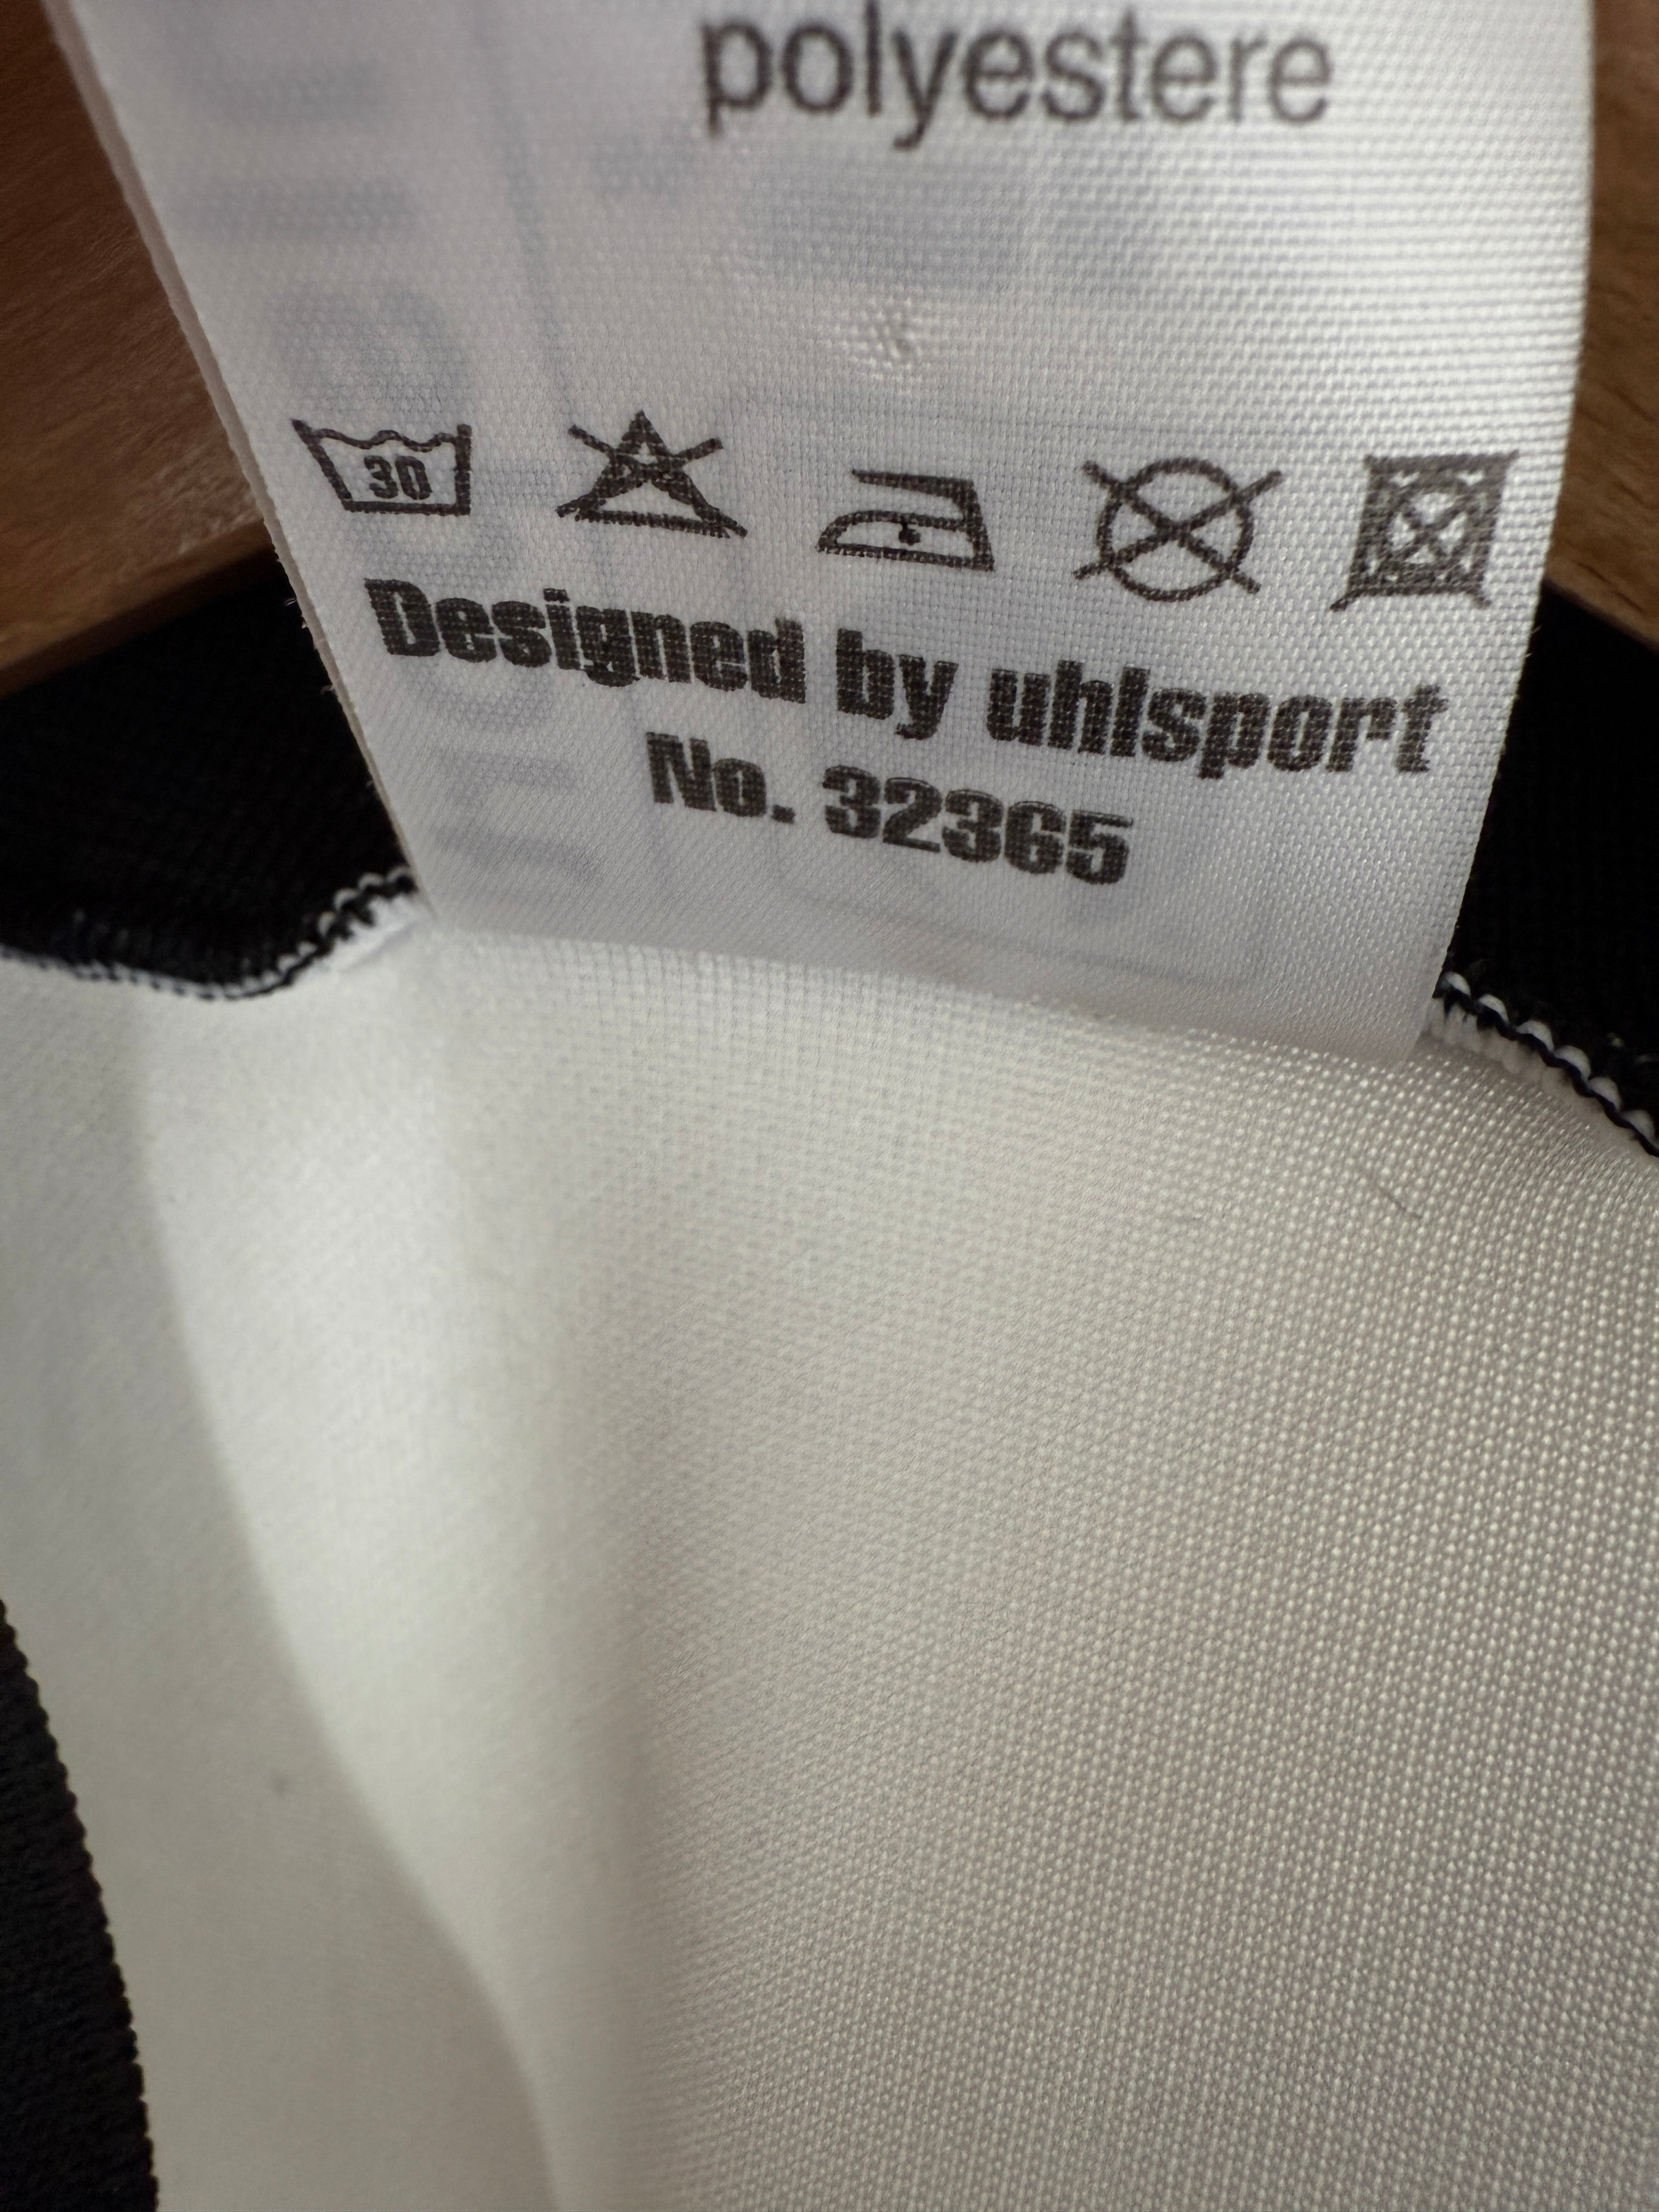 polyestere
30
Designed by uhlsport
No. 32365